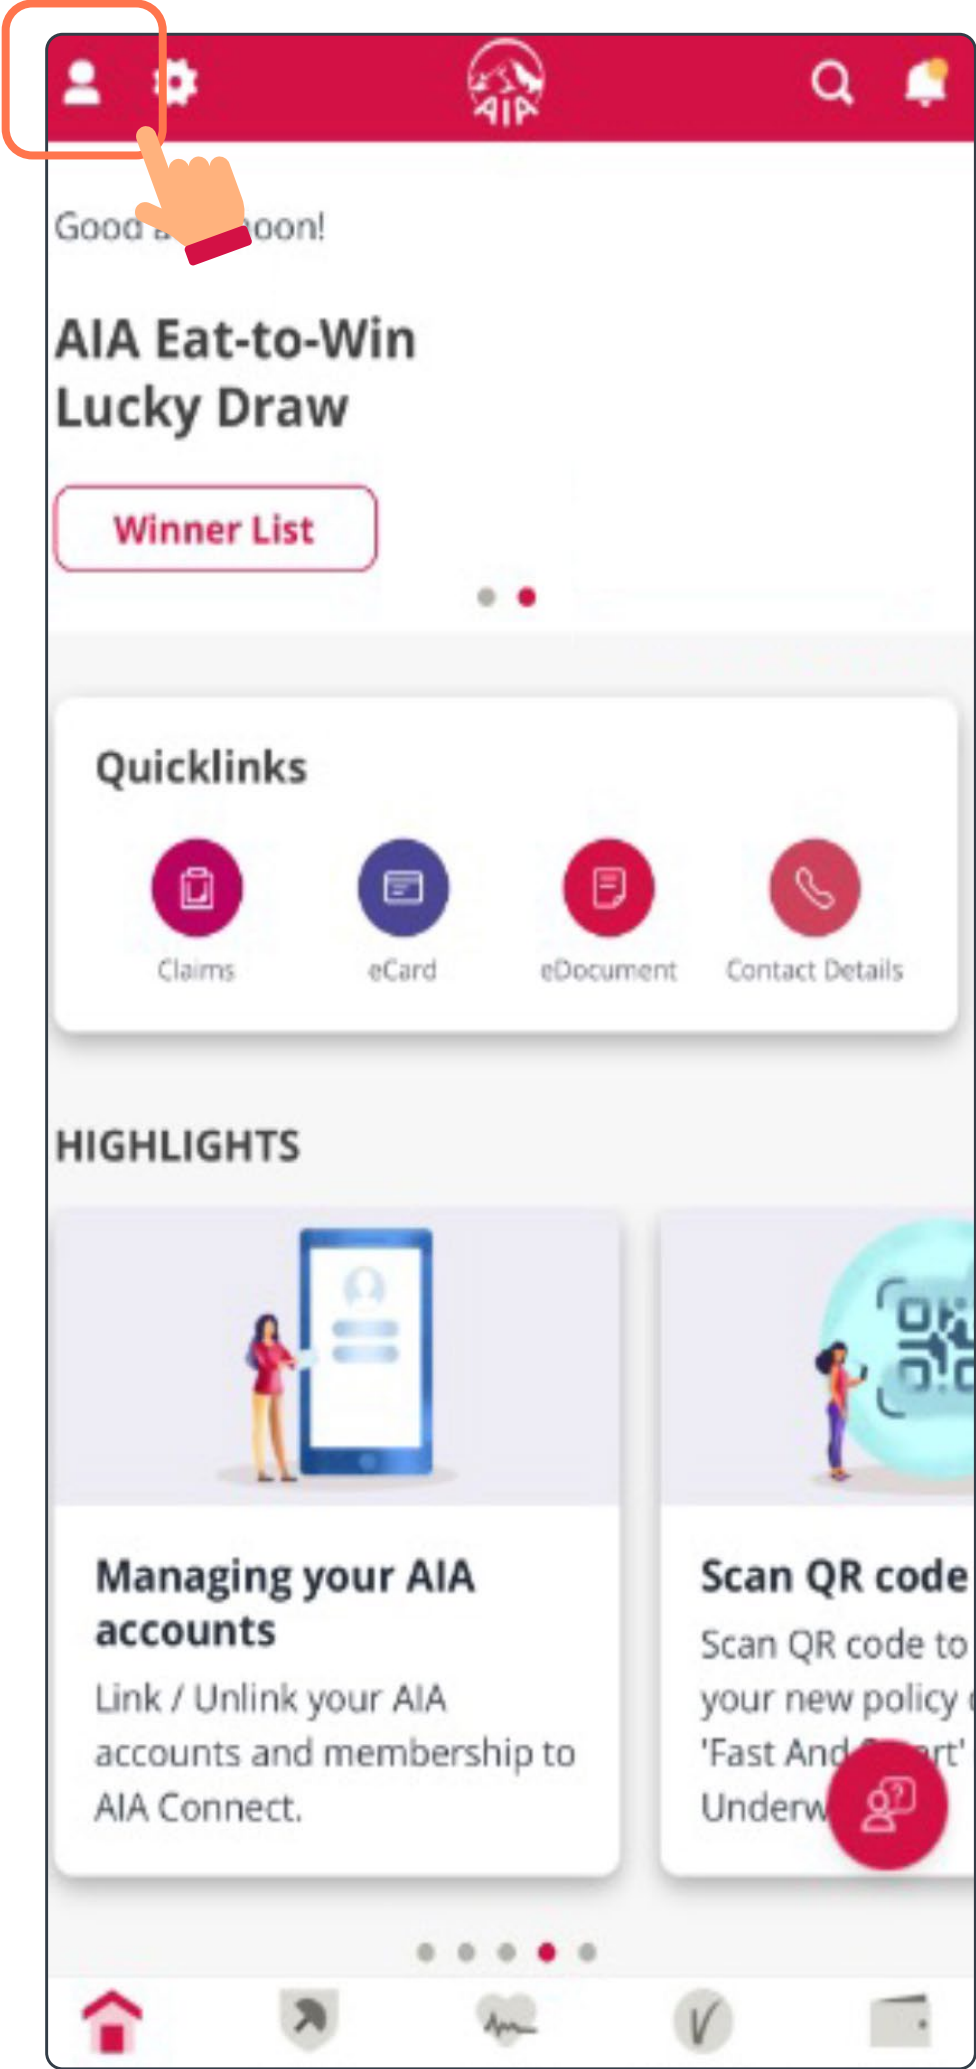 AIA
Good oon!
AIA Eat-to-Win
Lucky Draw
Winner List
Quicklinks
Claims eCard eDocument Contact Details
HIGHLIGHTS
Managing your AIA
accounts
Link / Unlink your AIA
accounts and membership to
AIA Connect.
Scan QR code
Scan QR code to
your new policy
'Fast And rt'
Underw
?